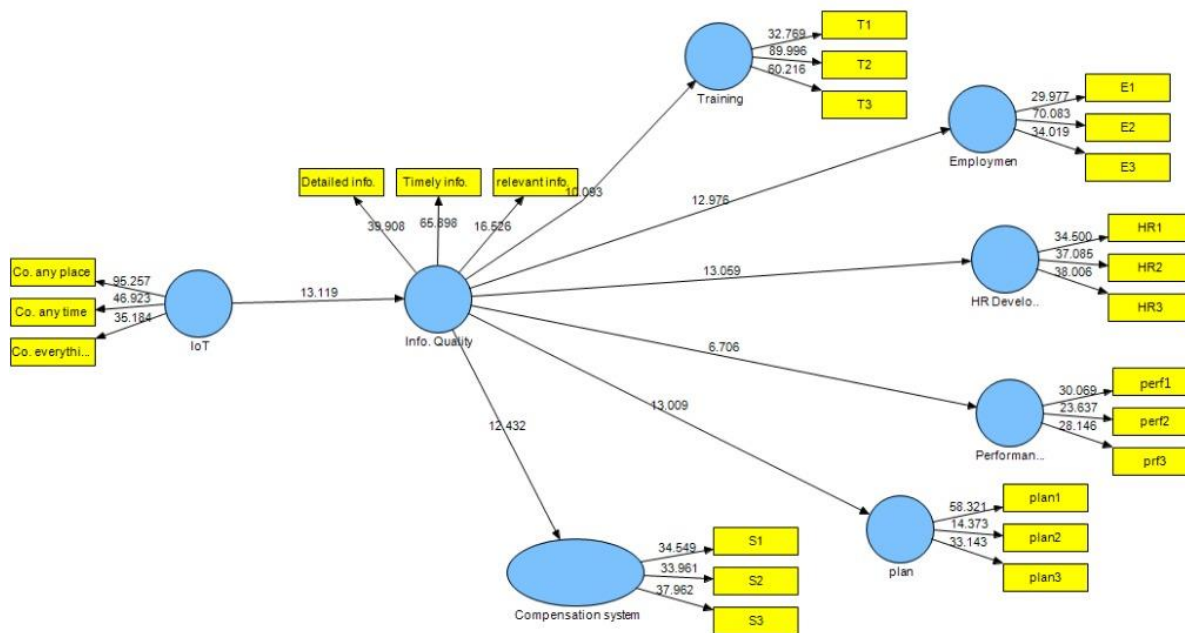 32.769
T1
89.996
T2
60.216
T3
Training
29.977
E1
70.083
E2
34.019
E3
Employmen
Detailed info.
Timely info.
relevant info.
39.908
65.898
16.526
10.093
12.976
Co. any place
95.257
Co. any time
46.923
Co. everythi...
35.184
IoT
13.119
Info. Quality
13.059
34.500
HR1
37.085
HR2
38.006
HR3
HR Develo..
6.706
30.069
perf1
23.637
perf2
28.146
prf3
Performan...
13.009
12.432
58.321
plan1
14.373
plan2
33.143
plan3
plan
34.549
S1
33.961
S2
37.962
S3
Compensation system